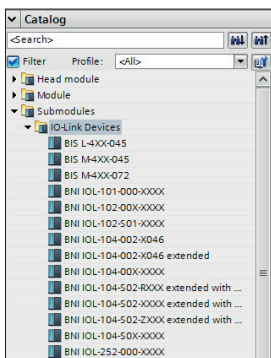 Catalog
<Search>
Filter Profile: <All>
Head module
Module
Submodules
IO-Link Devices
BIS L-4XX-045
BIS M-4XX-045
BIS M-4XX-072
BNI IOL-101-000-XXXX
BNI IOL-102-00X-XXXX
BNI IOL-102-S01-XXXX
BNI IOL-104-002-X046
BNI IOL-104-002-X046 extended
BNI IOL-104-00X-XXXX
BNI IOL-104-S02-RXXX extended with ...
BNI IOL-104-S02-XXXX extended with ...
BNI IOL-104-S02-ZXXX extended with ...
BNI IOL-104-S0X-XXXX
BNI IOL-252-000-XXXX